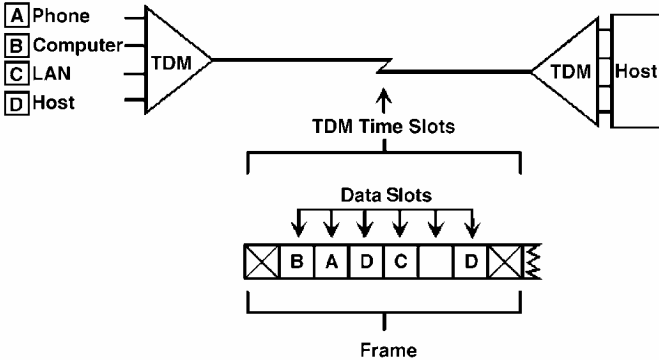 A Phone
B Computer
C LAN
D Host
TDM
TDM
Host
TDM Time Slots
Data Slots
B A D C D
Frame